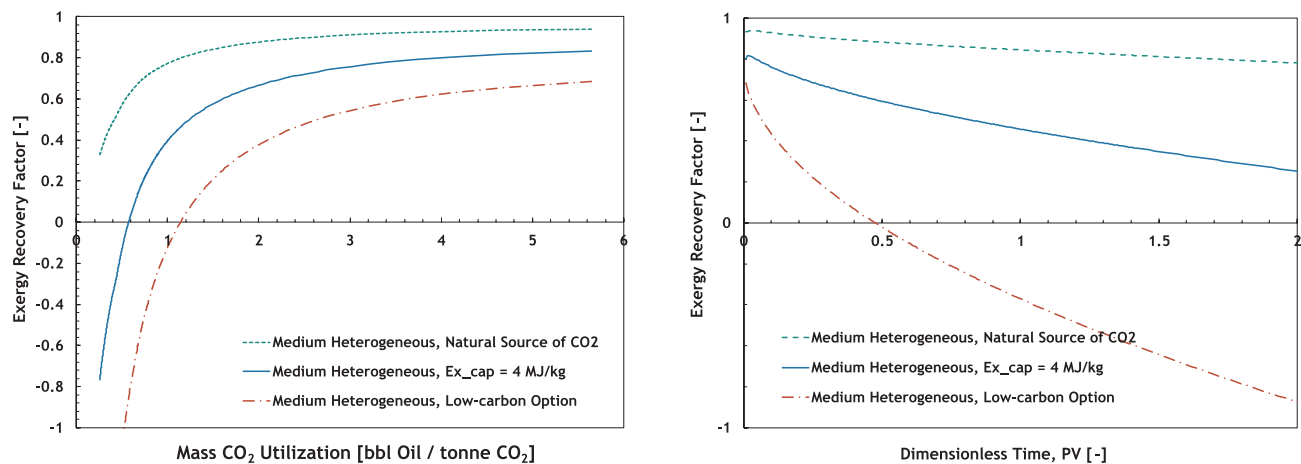 1
0.8
0.6
0.4
0.2
0
-0.2
-0.4
-0.6
-0.8
-1
0 1 2 3 4 5 6
Exergy Recovery Factor [-]
Medium Heterogeneous, Natural Source of CO2
Medium Heterogeneous, Ex_cap = 4 MJ/kg
Medium Heterogeneous, Low-carbon Option
Mass CO₂ Utilization [bbl Oil / tonne CO₂]
1
0
-1
0 0.5 1 1.5 2
Exergy Recovery Factor [-]
Medium Heterogeneous, Natural Source of CO2
Medium Heterogeneous, Ex_cap = 4 MJ/kg
Medium Heterogeneous, Low-carbon Option
Dimensionless Time, PV [-]